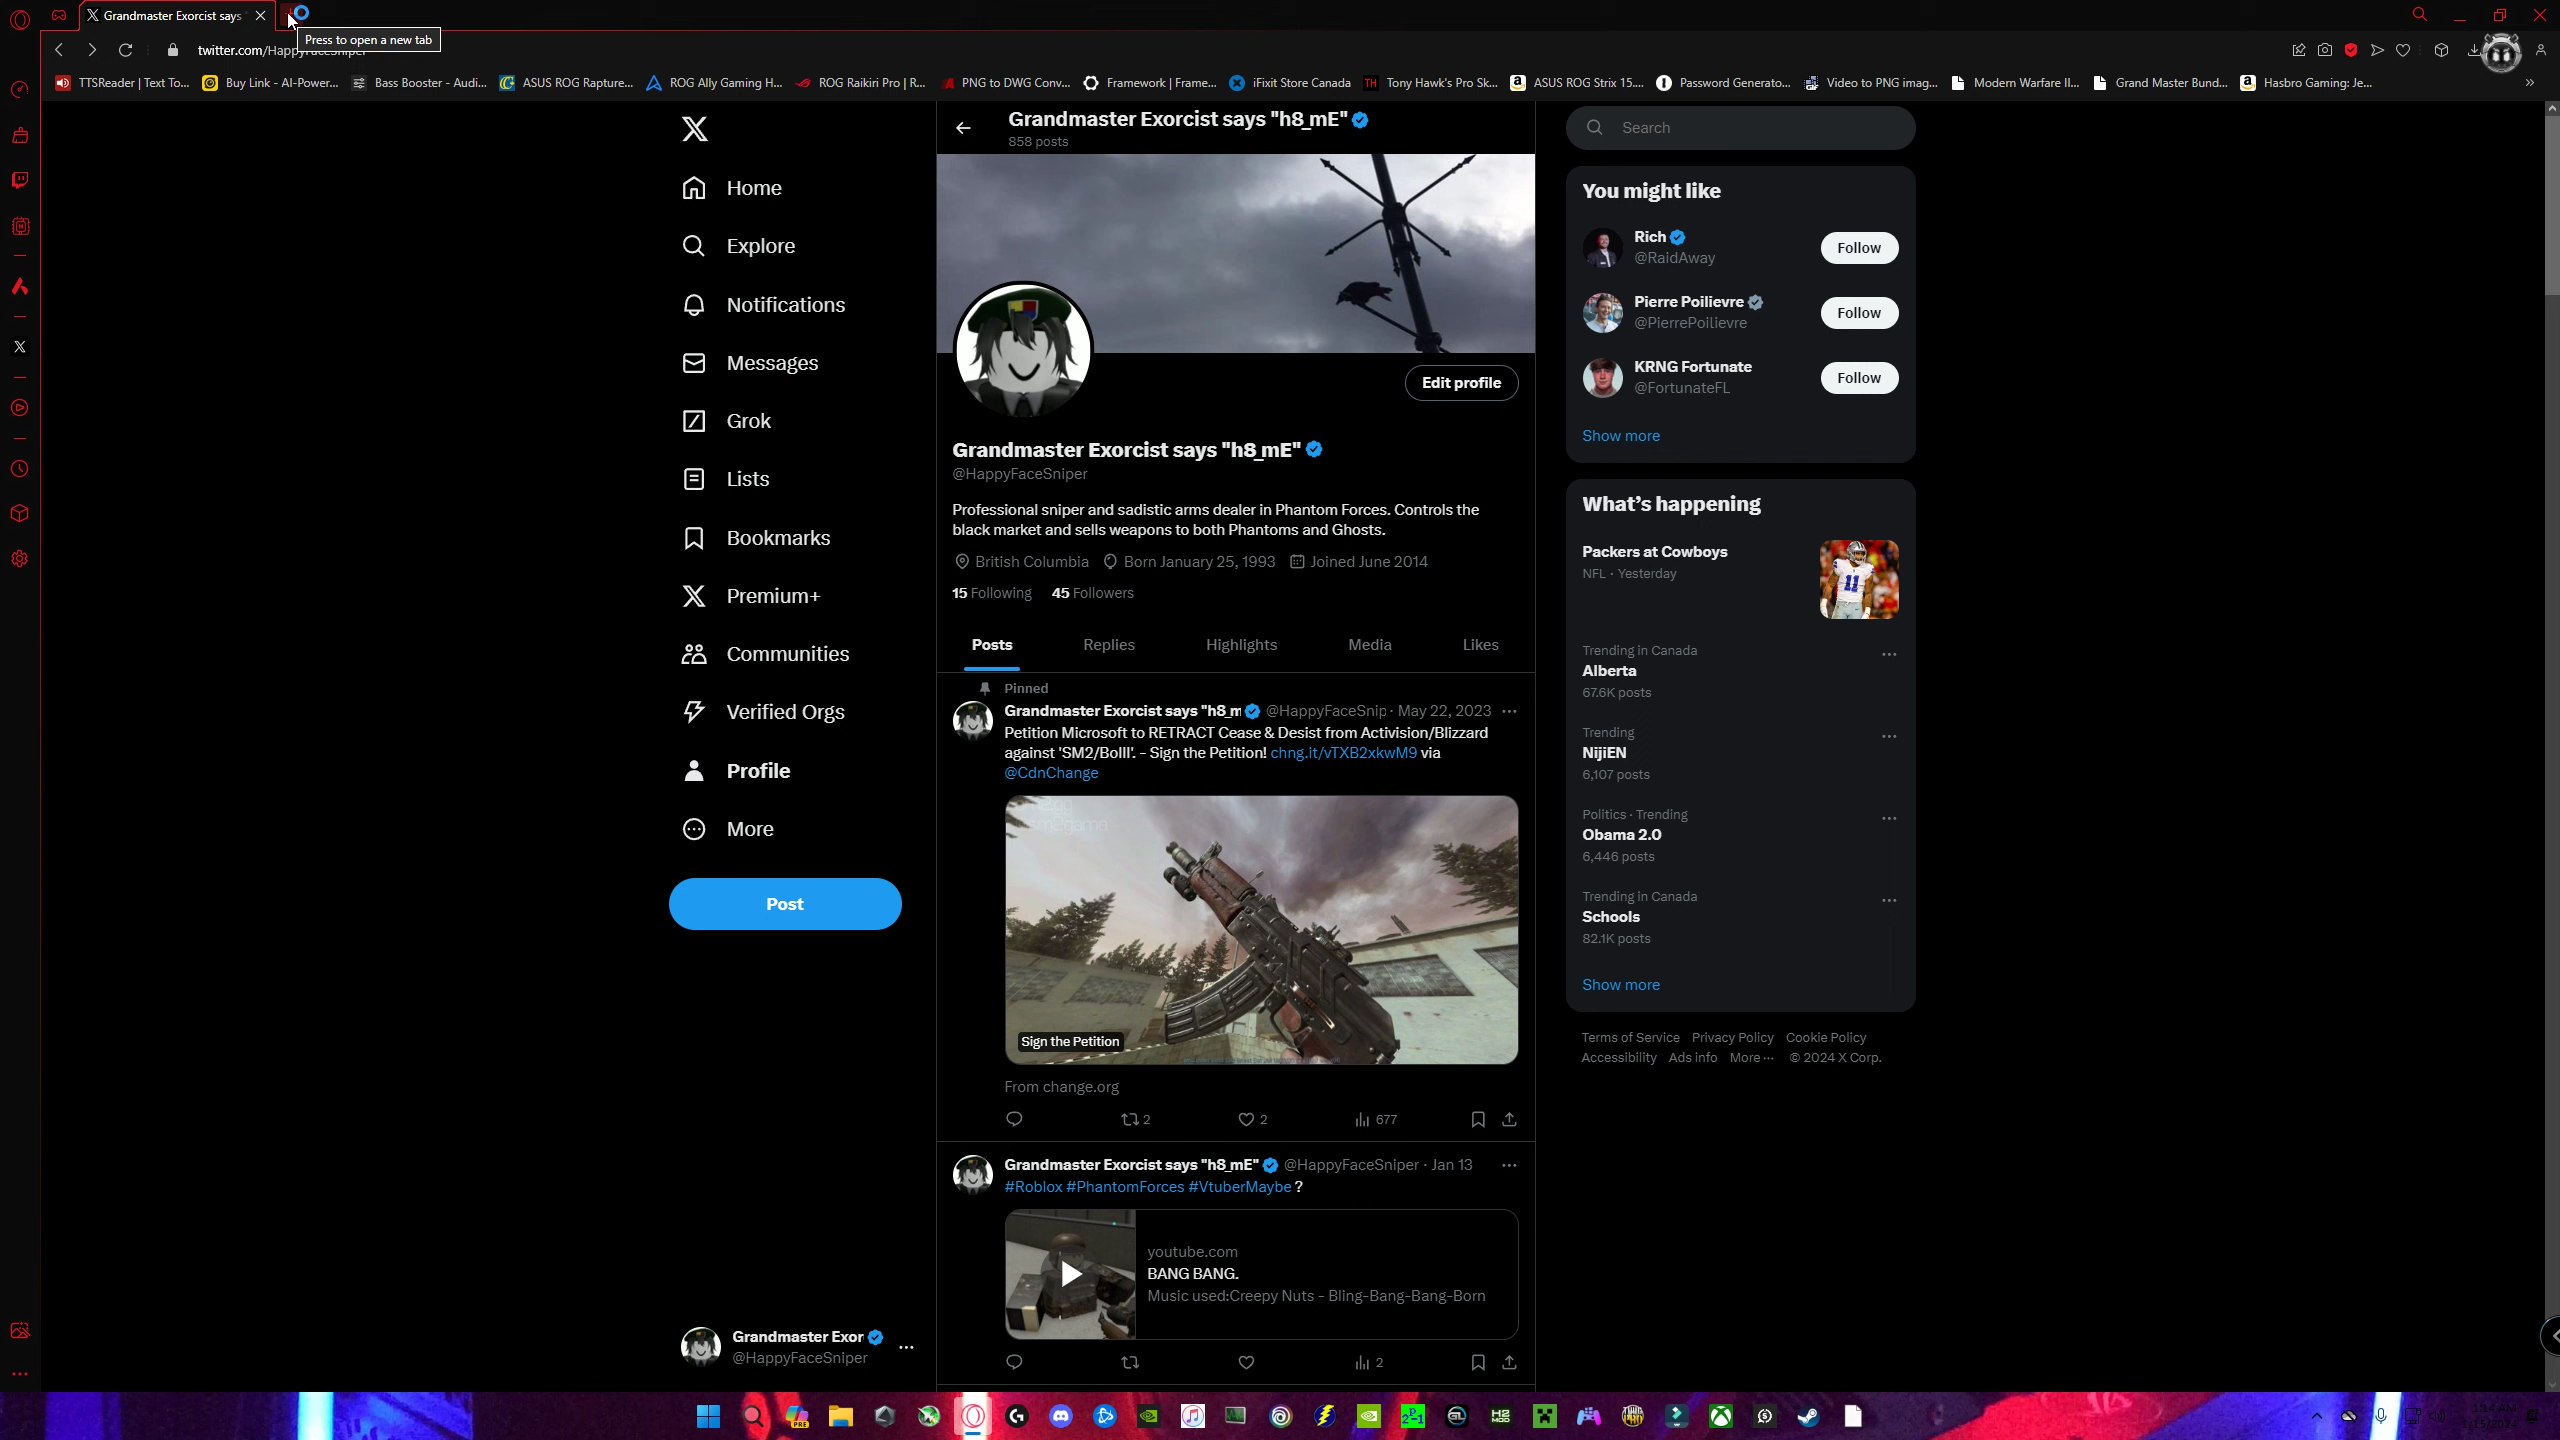 Grandmaster Exorcist says
Press to open a new tab
twitter.com/HappyFaceSniper
TTSReader | Text To...
Buy Link - AI-Power...
Bass Booster - Audi...
ASUS ROG Rapture...
ROG Ally Gaming H...
ROG Raikiri Pro | R...
PNG to DWG Conv...
Framework | Frame...
iFixit Store Canada
Tony Hawk's Pro Sk...
ASUS ROG Strix 15....
Password Generato...
Video to PNG imag...
Modern Warfare II...
Grand Master Bund...
Hasbro Gaming: Je...
Home
Explore
Notifications
Messages
Grok
Lists
Bookmarks
Premium+
Communities
Verified Orgs
Profile
More
Post
Grandmaster Exor
@HappyFaceSniper
Grandmaster Exorcist says "h8_mE"
858 posts
Edit profile
Grandmaster Exorcist says "h8_mE"
@HappyFaceSniper
Professional sniper and sadistic arms dealer in Phantom Forces. Controls the
black market and sells weapons to both Phantoms and Ghosts.
British Columbia Born January 25, 1993 Joined June 2014
15 Following 45 Followers
Posts Replies Highlights Media Likes
Pinned
Grandmaster Exorcist says "h8_m @HappyFaceSnip · May 22, 2023
Petition Microsoft to RETRACT Cease & Desist from Activision/Blizzard
against 'SM2/BoIII'. - Sign the Petition! chng.it/vTXB2xkwM9 via
@CdnChange
Sign the Petition
From change.org
2 2 677
Grandmaster Exorcist says "h8_mE" @HappyFaceSniper · Jan 13
#Roblox #PhantomForces #VtuberMaybe ?
youtube.com
BANG BANG.
Music used:Creepy Nuts - Bling-Bang-Bang-Born
2
Search
You might like
Rich
@RaidAway
Follow
Pierre Poilievre
@PierrePoilievre
Follow
KRNG Fortunate
@FortunateFL
Follow
Show more
What's happening
Packers at Cowboys
NFL · Yesterday
Trending in Canada
Alberta
67.6K posts
Trending
NijiEN
6,107 posts
Politics · Trending
Obama 2.0
6,446 posts
Trending in Canada
Schools
82.1K posts
Show more
Terms of Service Privacy Policy Cookie Policy
Accessibility Ads info More ··· © 2024 X Corp.